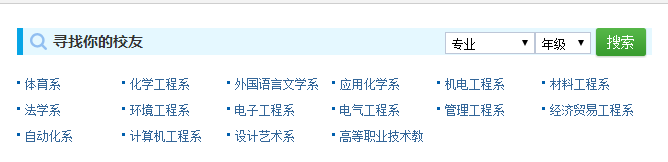 寻找你的校友 专业 年级 搜索
体育系 化学工程系 外国语言文学系 应用化学系 机电工程系 材料工程系
法学系 环境工程系 电子工程系 电气工程系 管理工程系 经济贸易工程系
自动化系 计算机工程系 设计艺术系 高等职业技术教